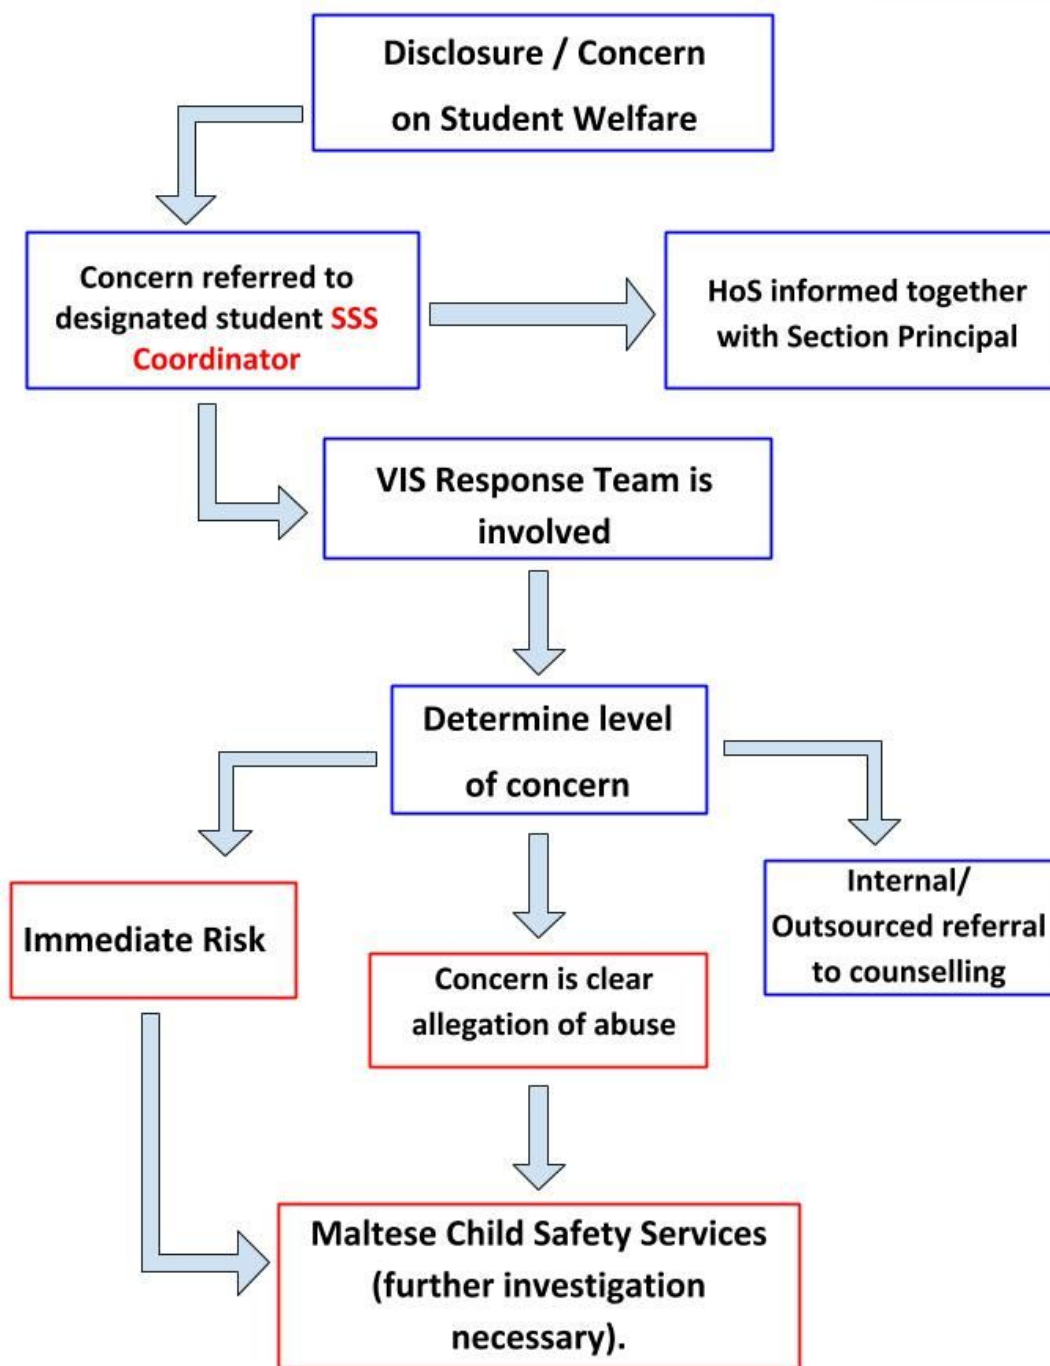 Disclosure / Concern
on Student Welfare
Concern referred to
designated student SSS
Coordinator
HoS informed together
with Section Principal
VIS Response Team is
involved
Determine level
of concern
Immediate Risk
Concern is clear
allegation of abuse
Internal/
Outsourced referral
to counselling
Maltese Child Safety Services
(further investigation
necessary).